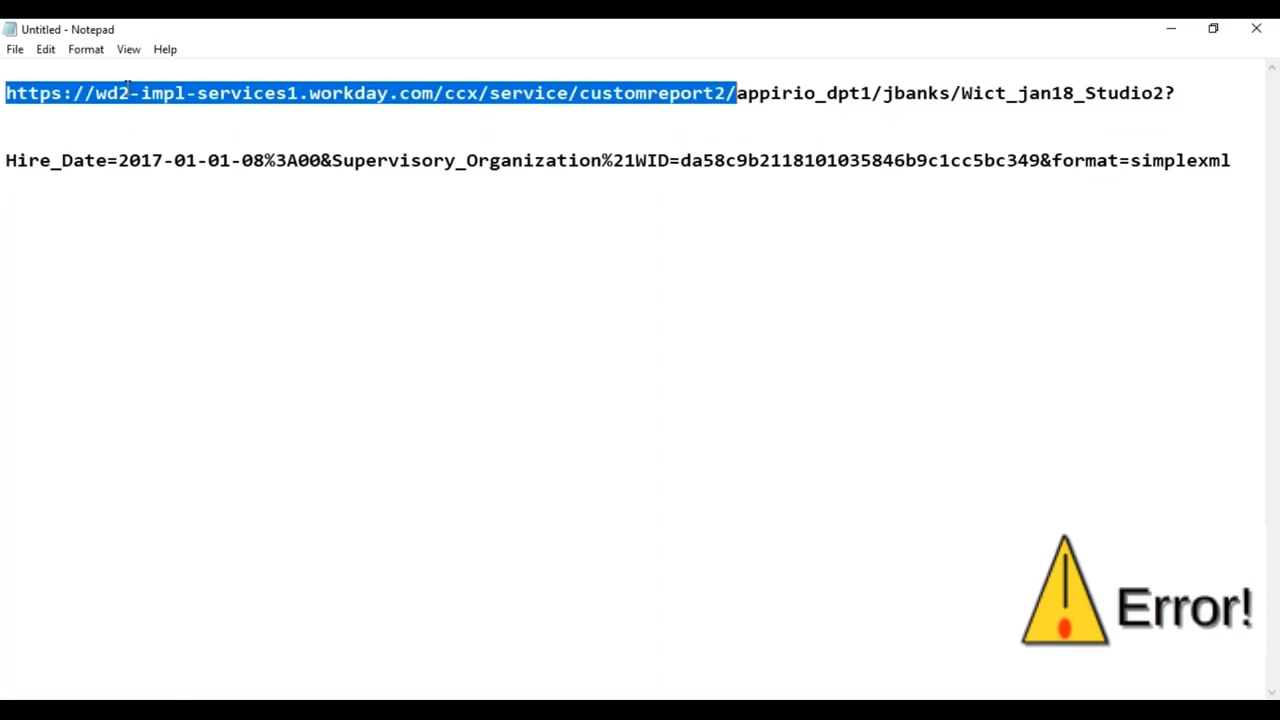 Untitled - Notepad
File Edit Format View Help
https://wd2-impl-services1.workday.com/ccx/service/customreport2/appirio_dpt1/jbanks/Wict_jan18_Studio2?
Hire_Date=2017-01-01-08%3A00&Supervisory_Organization%21WID=da58c9b2118101035846b9c1cc5bc349&format=simplexml
Error!